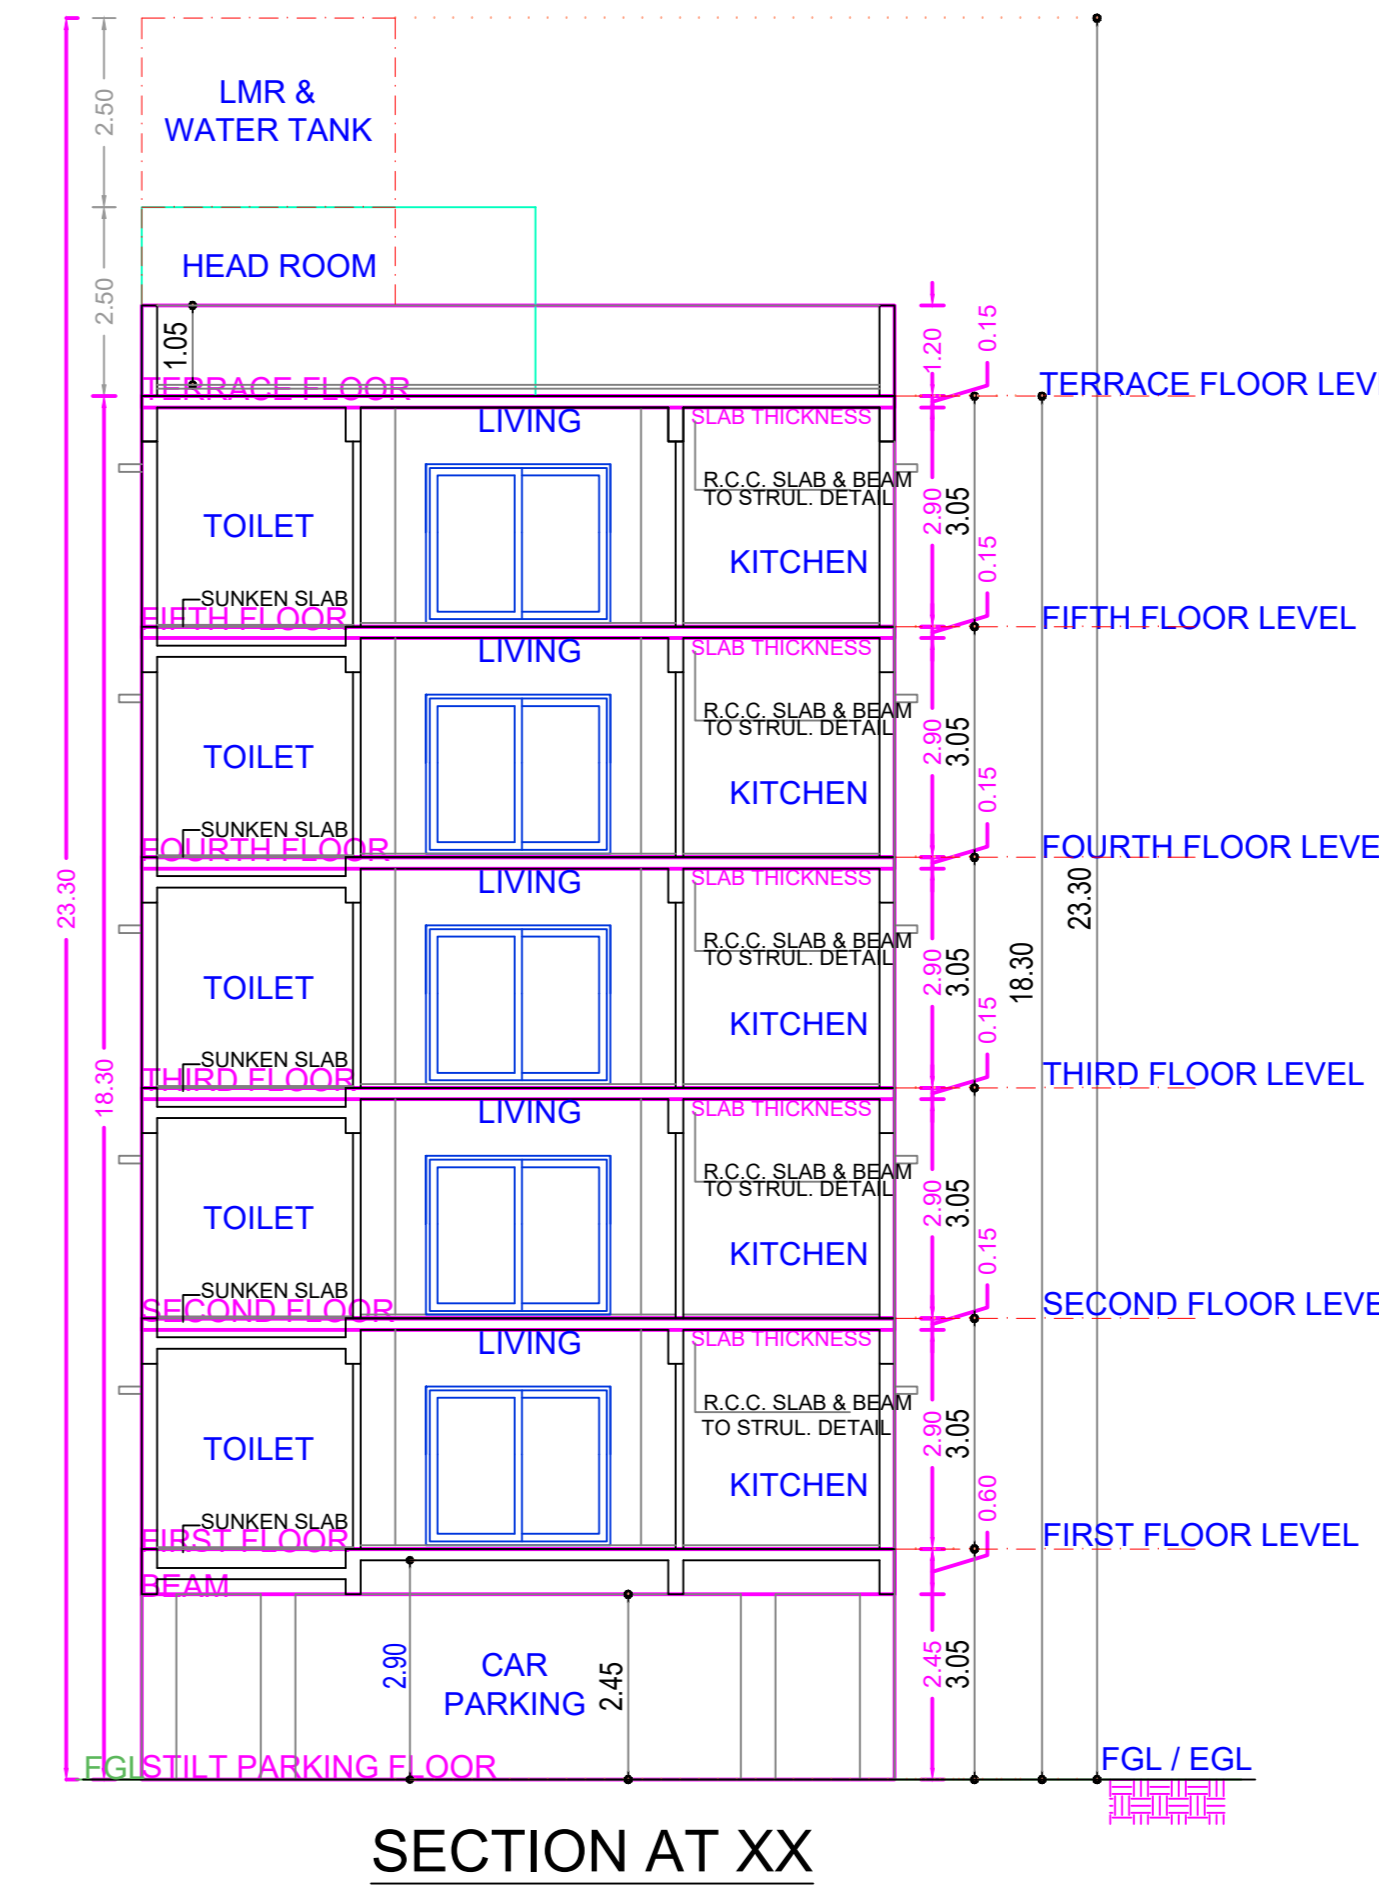 LMR &
WATER TANK
2.50
HEAD ROOM
2.50
1.05
1.20
0.15
TERRACE FLOOR
TERRACE FLOOR LEV
LIVING
SLAB THICKNESS
R.C.C. SLAB & BEAM
TO STRUL. DETAIL
TOILET
2.90
3.05
KITCHEN
0.15
SUNKEN SLAB
FIFTH FLOOR
FIFTH FLOOR LEVEL
LIVING
SLAB THICKNESS
R.C.C. SLAB & BEAM
TO STRUL. DETAIL
TOILET
2.90
3.05
KITCHEN
0.15
SUNKEN SLAB
FOURTH FLOOR
FOURTH FLOOR LEVE
LIVING
SLAB THICKNESS
23.30
23.30
R.C.C. SLAB & BEAM
TO STRUL. DETAIL
TOILET
2.90
3.05
18.30
KITCHEN
0.15
SUNKEN SLAB
THIRD FLOOR
THIRD FLOOR LEVEL
18.30
LIVING
SLAB THICKNESS
R.C.C. SLAB & BEAM
TO STRUL. DETAIL
TOILET
2.90
3.05
KITCHEN
0.15
SUNKEN SLAB
SECOND FLOOR
SECOND FLOOR LEVE
LIVING
SLAB THICKNESS
R.C.C. SLAB & BEAM
TO STRUL. DETAIL
TOILET
2.90
3.05
KITCHEN
0.60
SUNKEN SLAB
FIRST FLOOR
FIRST FLOOR LEVEL
BEAM
2.90
CAR
PARKING
2.45
2.45
3.05
FGL
STILT PARKING FLOOR
FGL / EGL
SECTION AT XX